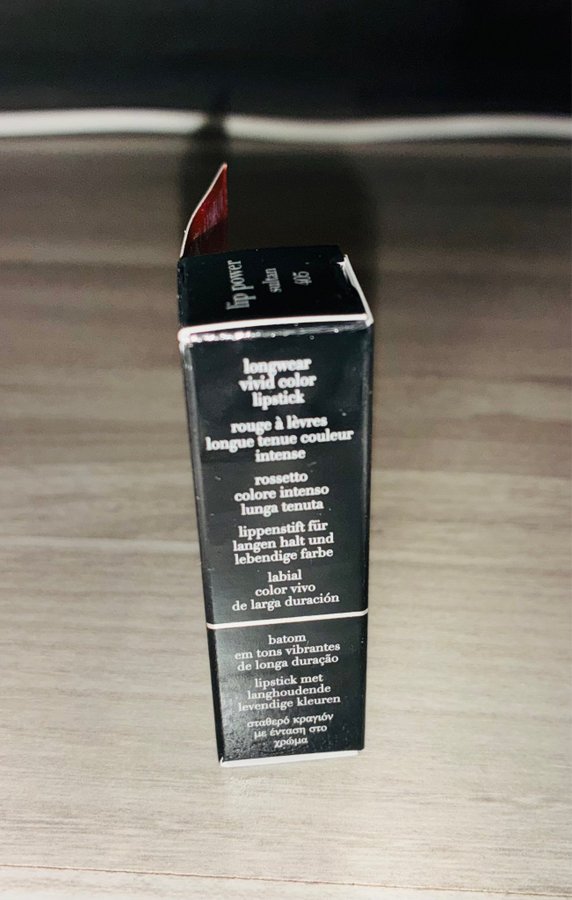 lip power
sultan
405
longwear
vivid color
lipstick
rouge à lèvres
longue tenue couleur
intense
rossetto
colore intenso
lunga tenuta
lippenstift für
langen halt und
lebendige farbe
labial
color vivo
de larga duración
batom
em tons vibrantes
de longa duração
lipstick met
langhoudende
levendige kleuren
σταθερό κραγιόν
με ένταση στο
χρώμα